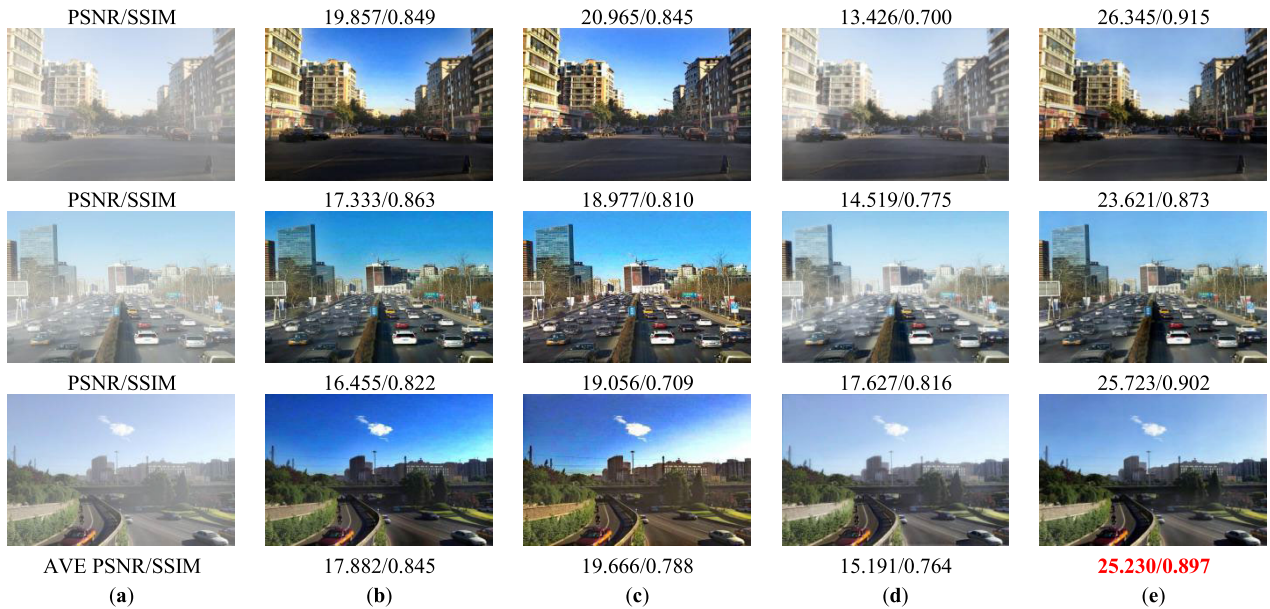 PSNR/SSIM 19.857/0.849 20.965/0.845 13.426/0.700 26.345/0.915
PSNR/SSIM 17.333/0.863 18.977/0.810 14.519/0.775 23.621/0.873
PSNR/SSIM 16.455/0.822 19.056/0.709 17.627/0.816 25.723/0.902
AVE PSNR/SSIM 17.882/0.845 19.666/0.788 15.191/0.764 25.230/0.897
(a) (b) (c) (d) (e)